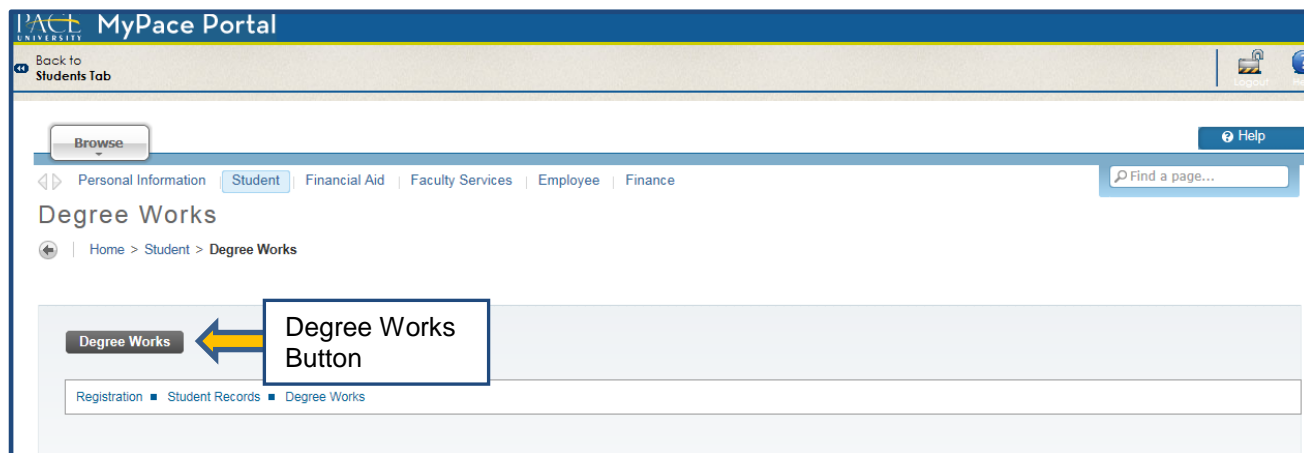 PACE UNIVERSITY MyPace Portal
Back to
Students Tab
Logout
Browse
Help
Personal Information Student Financial Aid Faculty Services Employee Finance
Find a page...
Degree Works
Home > Student > Degree Works
Degree Works
Degree Works
Button
Registration ■ Student Records ■ Degree Works